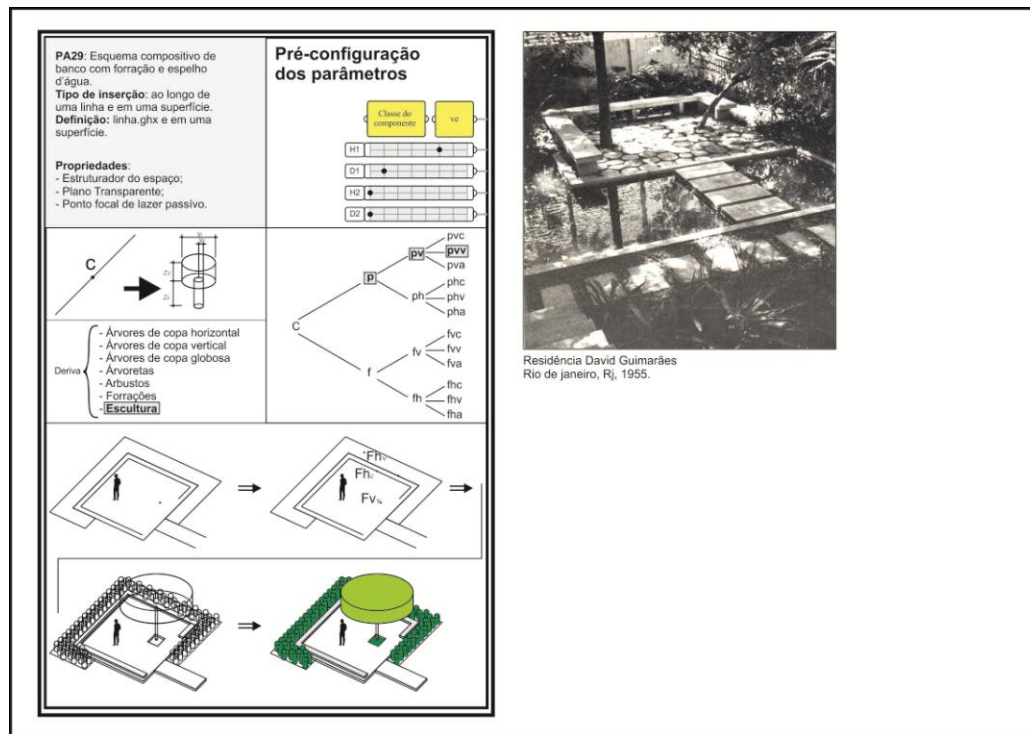 PA29: Esquema compositivo de
banco com forração e espelho
d'água.
Tipo de inserção: ao longo de
uma linha e em uma superfície.
Definição: linha.ghx e em uma
superfície.
Propriedades:
- Estruturador do espaço;
- Plano Transparente;
- Ponto focal de lazer passivo.
Pré-configuração
dos parâmetros
Classe do
componente
ve
H1
D1
H2
D2
C
Deriva
- Árvores de copa horizontal
- Árvores de copa vertical
- Árvores de copa globosa
- Árvoretas
- Arbustos
- Forrações
- Escultura
C
p
f
pv
ph
fv
fh
pvc
pvv
pva
phc
phv
pha
fvc
fvv
fva
fhc
fhv
fha
Fh
Fh
Fv
Residência David Guimarães
Rio de janeiro, Rj, 1955.